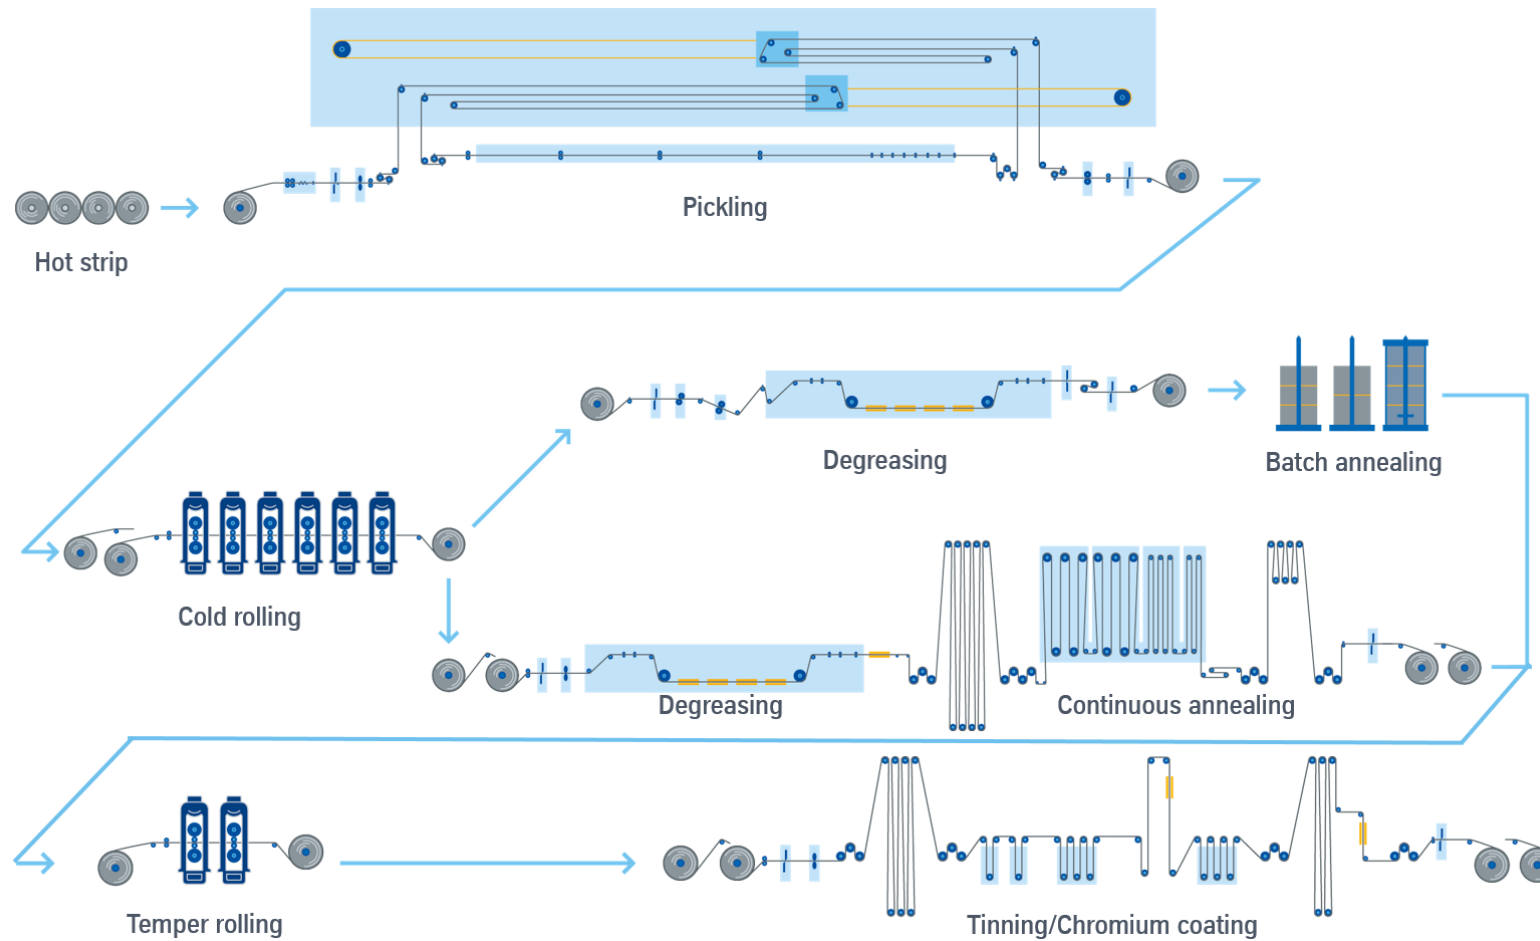 Pickling
Hot strip
Degreasing
Batch annealing
Cold rolling
Degreasing
Continuous annealing
Temper rolling
Tinning/Chromium coating